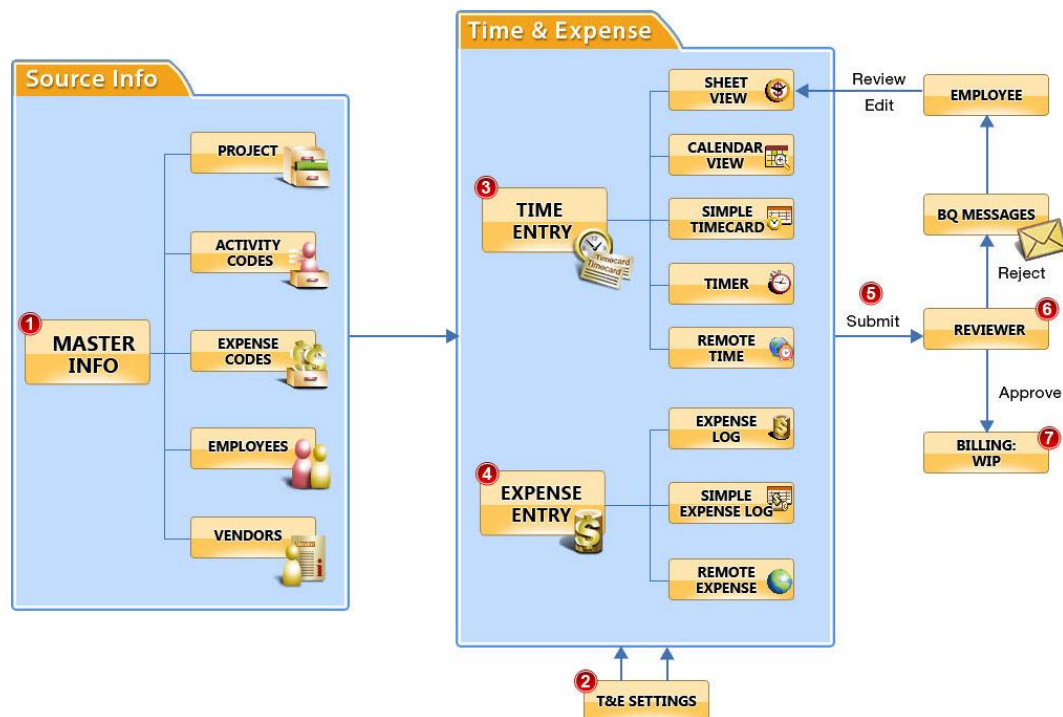 Source Info
1
MASTER
INFO
PROJECT
ACTIVITY
CODES
EXPENSE
CODES
EMPLOYEES
VENDORS
Time & Expense
3
TIME
ENTRY
Timecard
Timecard
SHEET
VIEW
CALENDAR
VIEW
SIMPLE
TIMECARD
TIMER
REMOTE
TIME
4
EXPENSE
ENTRY
EXPENSE
LOG
SIMPLE
EXPENSE LOG
REMOTE
EXPENSE
2
T&E SETTINGS
5
Submit
Review
Edit
EMPLOYEE
BQ MESSAGES
Reject
6
REVIEWER
Approve
7
BILLING:
WIP